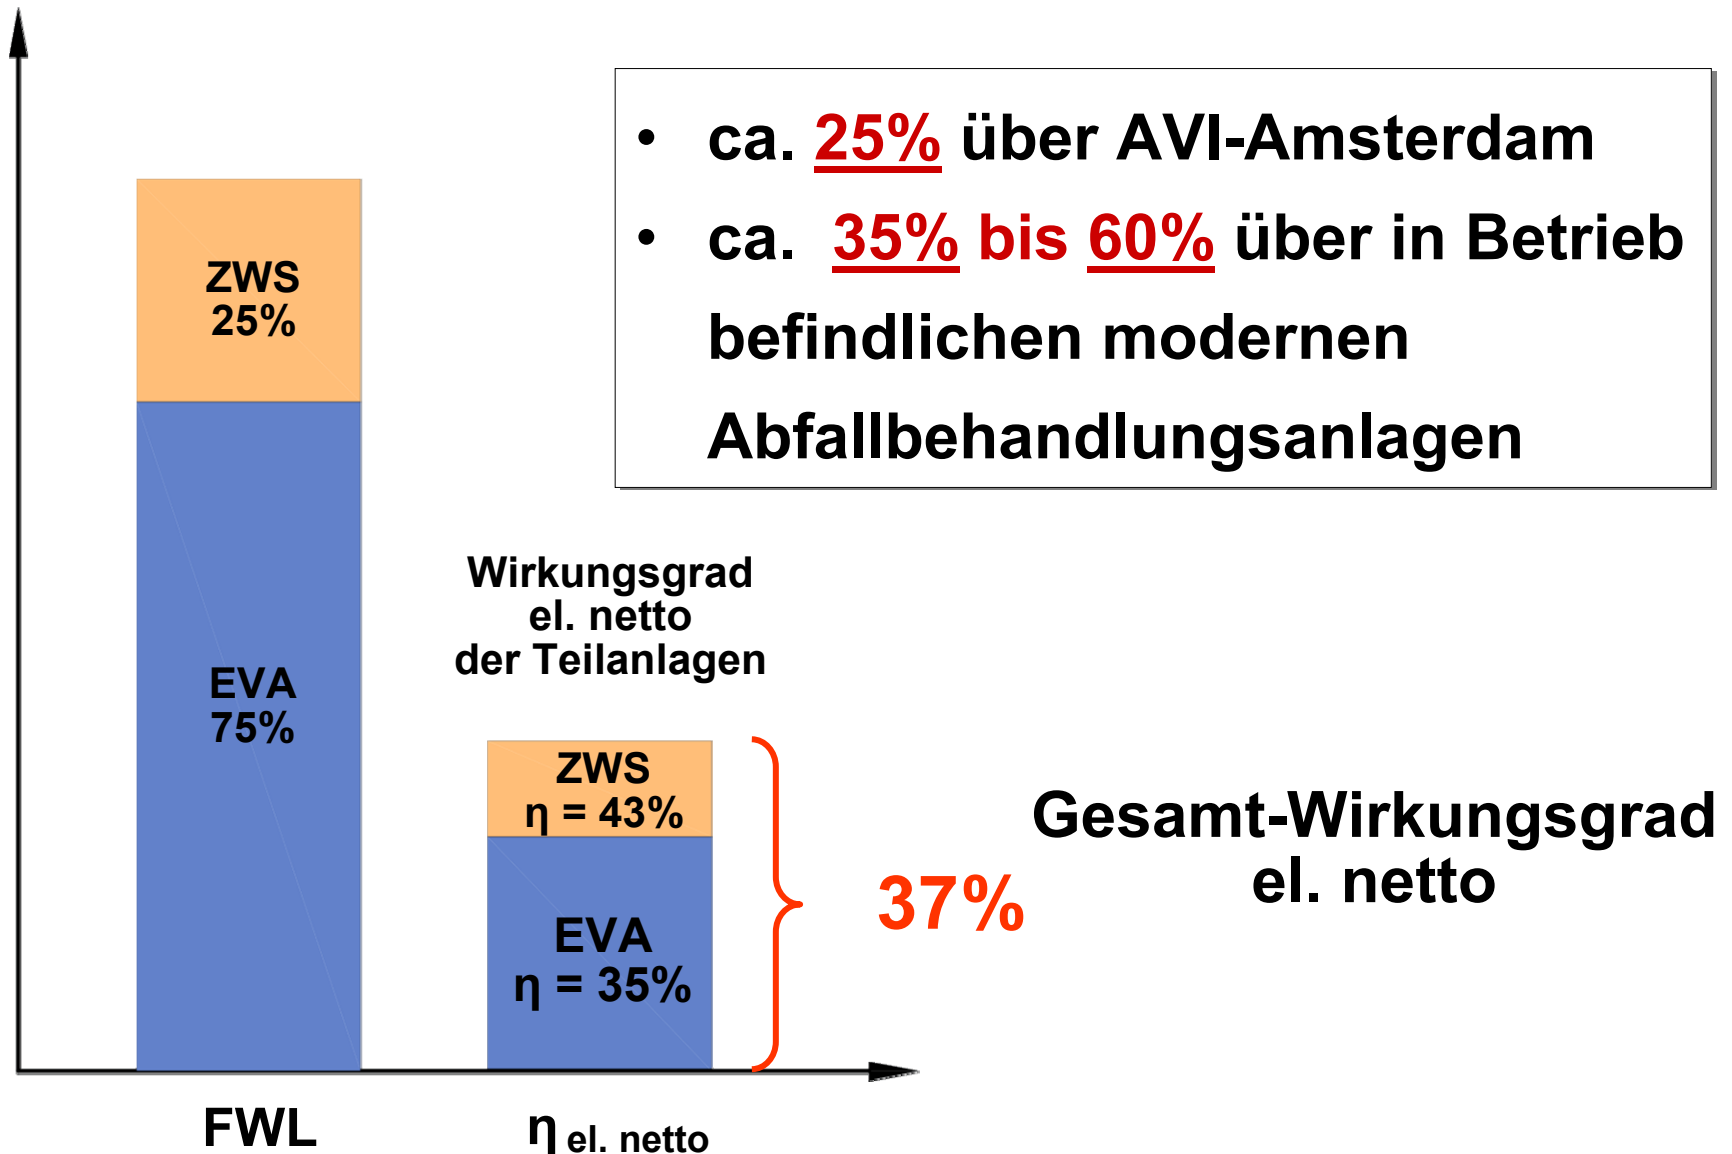 • ca. 25% über AVI-Amsterdam
• ca. 35% bis 60% über in Betrieb
befindlichen modernen
Abfallbehandlungsanlagen
ZWS
25%
EVA
75%
Wirkungsgrad
el. netto
der Teilanlagen
ZWS
η = 43%
EVA
η = 35%
37%
Gesamt-Wirkungsgrad
el. netto
FWL
η el. netto